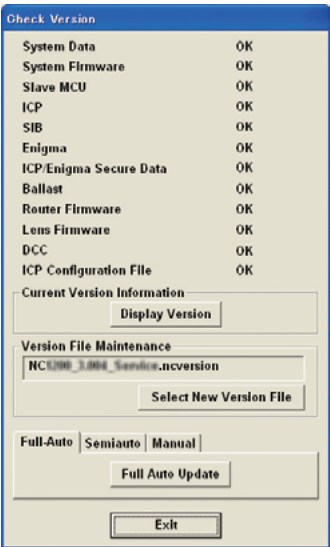 Check Version
System Data OK
System Firmware OK
Slave MCU OK
ICP OK
SIB OK
Enigma OK
ICP/Enigma Secure Data OK
Ballast OK
Router Firmware OK
Lens Firmware OK
DCC OK
ICP Configuration File OK
Current Version Information
Display Version
Version File Maintenance
NC .ncversion
Select New Version File
Full-Auto Semiauto Manual
Full Auto Update
Exit